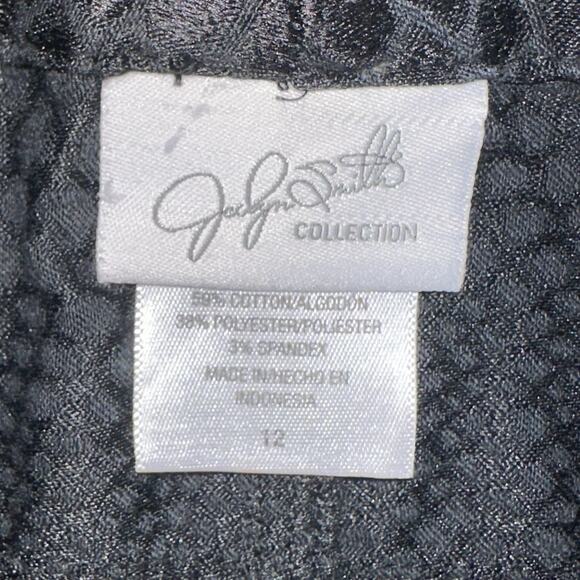 Jaclyn Smith
COLLECTION
59% COTTON/ALGODON
38% POLYESTER/POLIESTER
3% SPANDEX
MADE IN/HECHO EN
INDONESIA
12